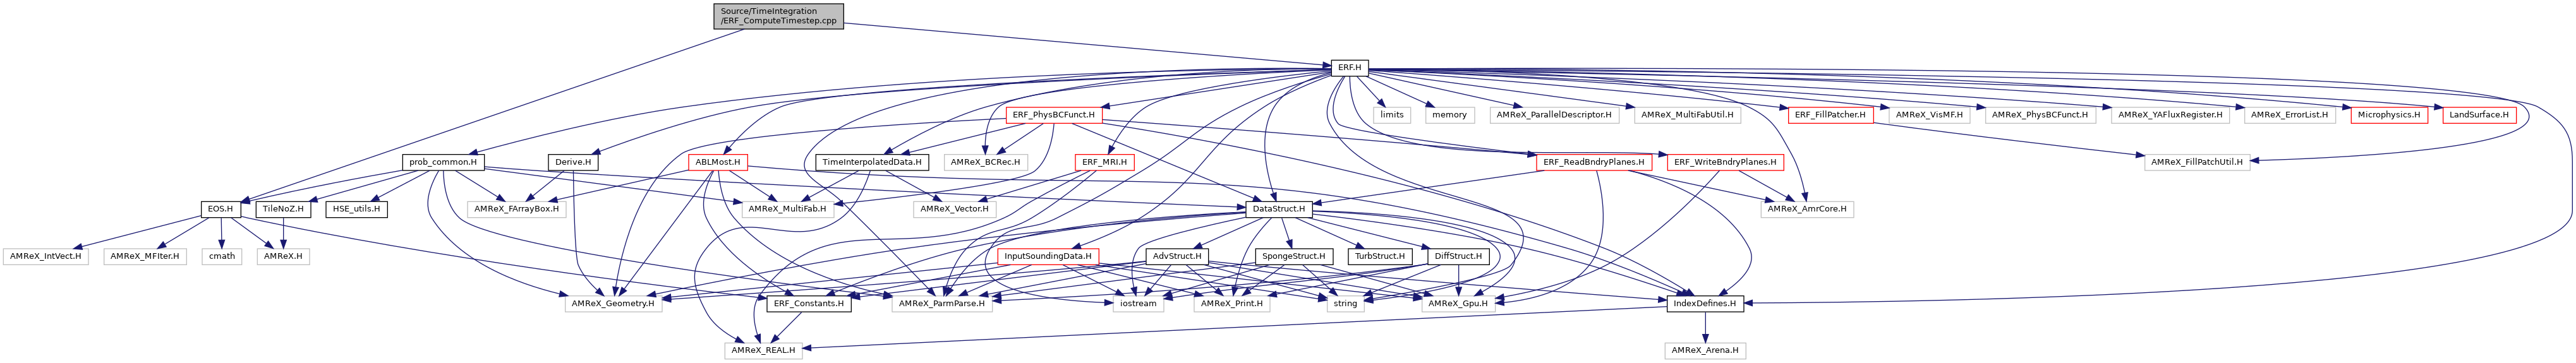 Source/TimeIntegration
/ERF_ComputeTimestep.cpp
ERF.H
ERF_PhysBCFunct.H
limits
memory
AMReX_ParallelDescriptor.H
AMReX_MultiFabUtil.H
ERF_FillPatcher.H
AMReX_VisMF.H
AMReX_PhysBCFunct.H
AMReX_YAFluxRegister.H
AMReX_ErrorList.H
Microphysics.H
LandSurface.H
prob_common.H
Derive.H
ABLMost.H
TimeInterpolatedData.H
AMReX_BCRec.H
ERF_MRI.H
ERF_ReadBndryPlanes.H
ERF_WriteBndryPlanes.H
AMReX_FillPatchUtil.H
EOS.H
TileNoZ.H
HSE_utils.H
AMReX_FArrayBox.H
AMReX_MultiFab.H
AMReX_Vector.H
DataStruct.H
AMReX_AmrCore.H
AMReX_IntVect.H
AMReX_MFIter.H
cmath
AMReX.H
InputSoundingData.H
AdvStruct.H
SpongeStruct.H
TurbStruct.H
DiffStruct.H
AMReX_Geometry.H
ERF_Constants.H
AMReX_ParmParse.H
iostream
AMReX_Print.H
string
AMReX_Gpu.H
IndexDefines.H
AMReX_REAL.H
AMReX_Arena.H